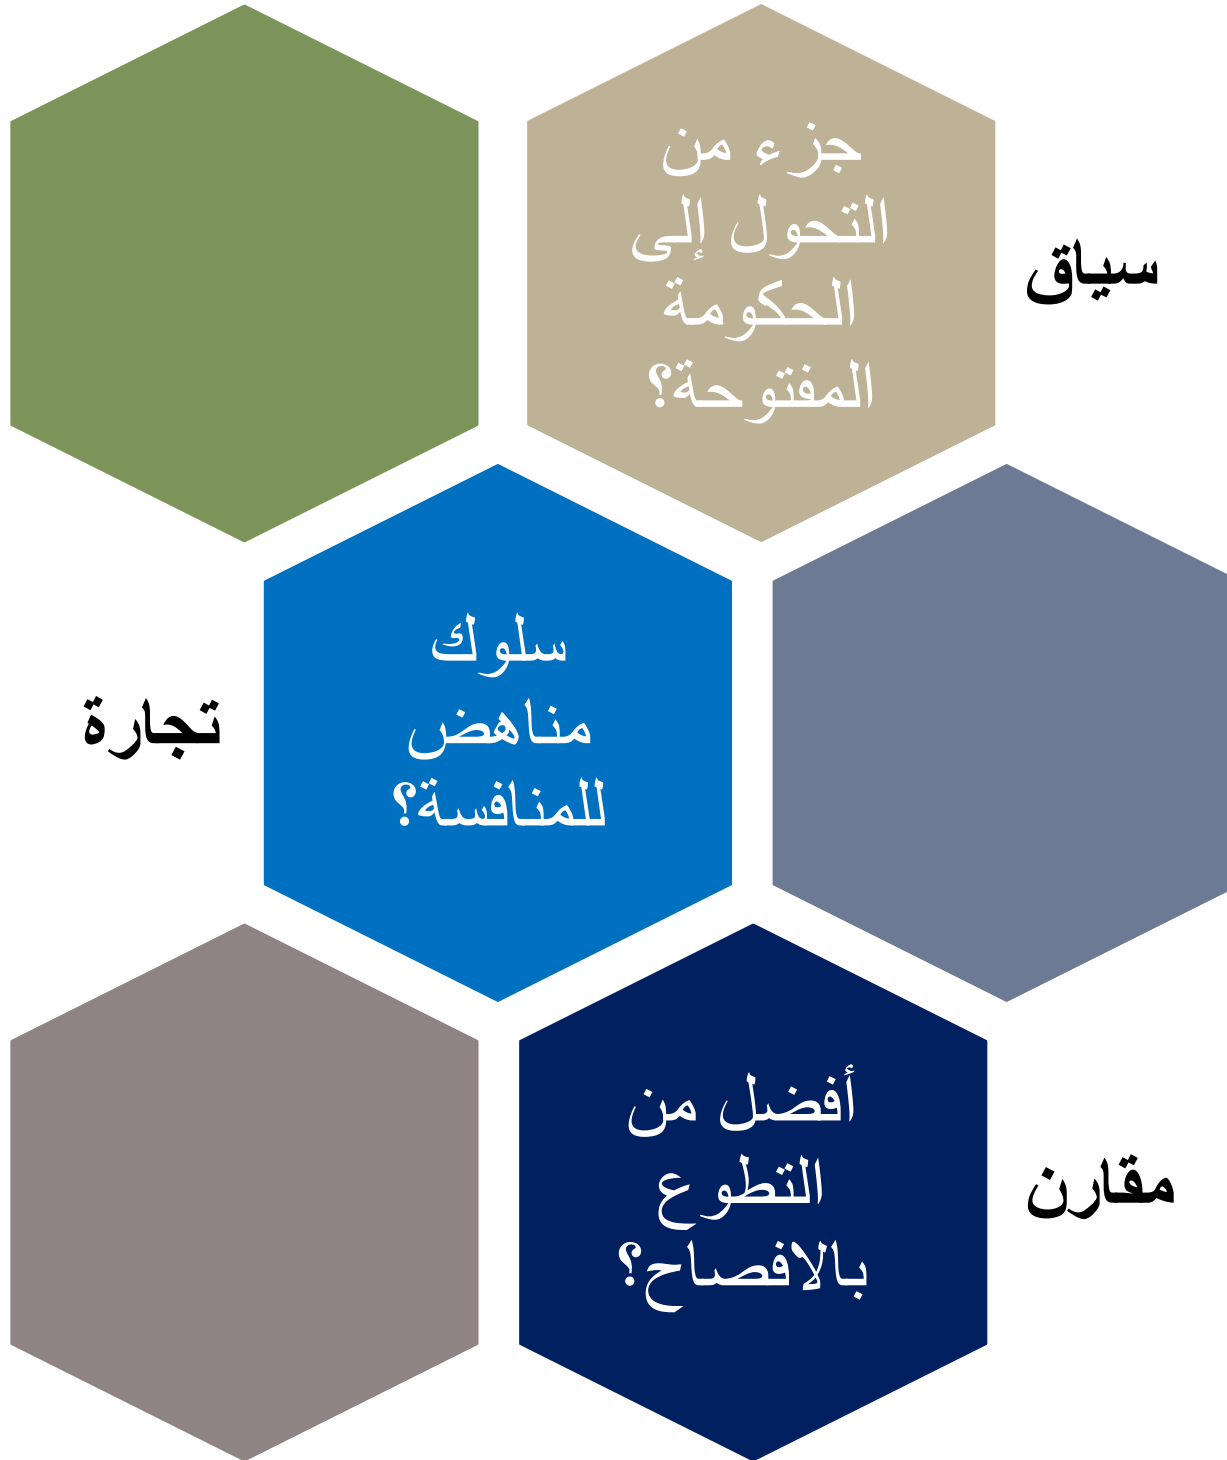 جزء من
التحول إلى
الحكومة
المفتوحة؟
سياق
سلوك
مناهض
للمنافسة؟
تجارة
أفضل من
التطوع
بالافصاح؟
مقارن